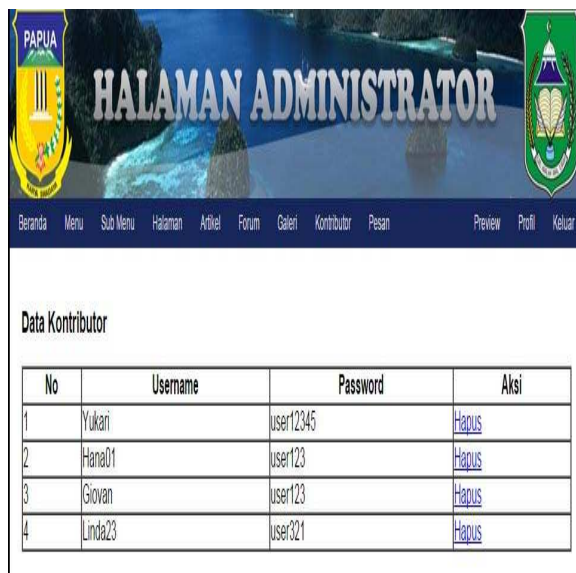 PAPUA
HALAMAN ADMINISTRATOR
Beranda Menu Sub Menu Halaman Artikel Forum Galeri Kontributor Pesan Preview Profil Keluar
Data Kontributor
No Username Password Aksi
1 Yukari user12345 Hapus
2 Hana01 user123 Hapus
3 Giovan user123 Hapus
4 Linda23 user321 Hapus